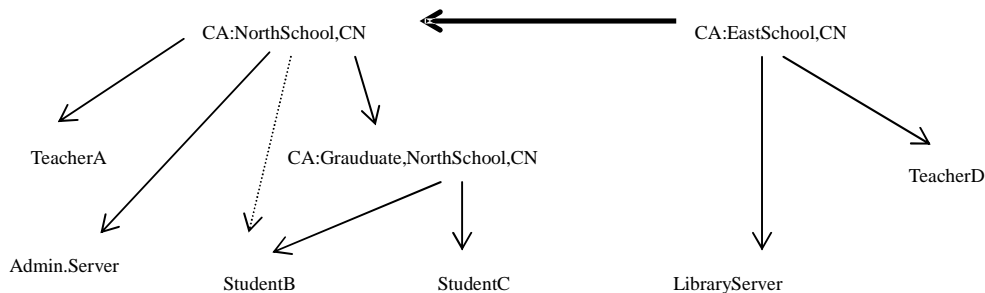 CA:NorthSchool,CN
CA:EastSchool,CN
TeacherA
CA:Grauduate,NorthSchool,CN
TeacherD
Admin.Server
StudentB
StudentC
LibraryServer